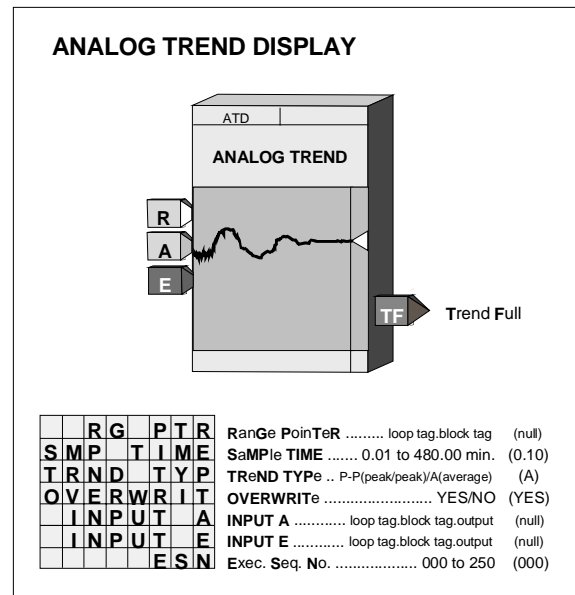 ANALOG TREND DISPLAY
ATD
ANALOG TREND
R
A
E
TF
Trend Full
RG PTR RanGe PoinTeR ......... loop tag.block tag (null)
SMP TIME SaMPle TIME ....... 0.01 to 480.00 min. (0.10)
TRND TYP TReND TYPe .. P-P(peak/peak)/A(average) (A)
OVERWRIT OVERWRITe ........................ YES/NO (YES)
INPUT A INPUT A ............ loop tag.block tag.output (null)
INPUT E INPUT E ............ loop tag.block tag.output (null)
ESN Exec. Seq. No. ................... 000 to 250 (000)